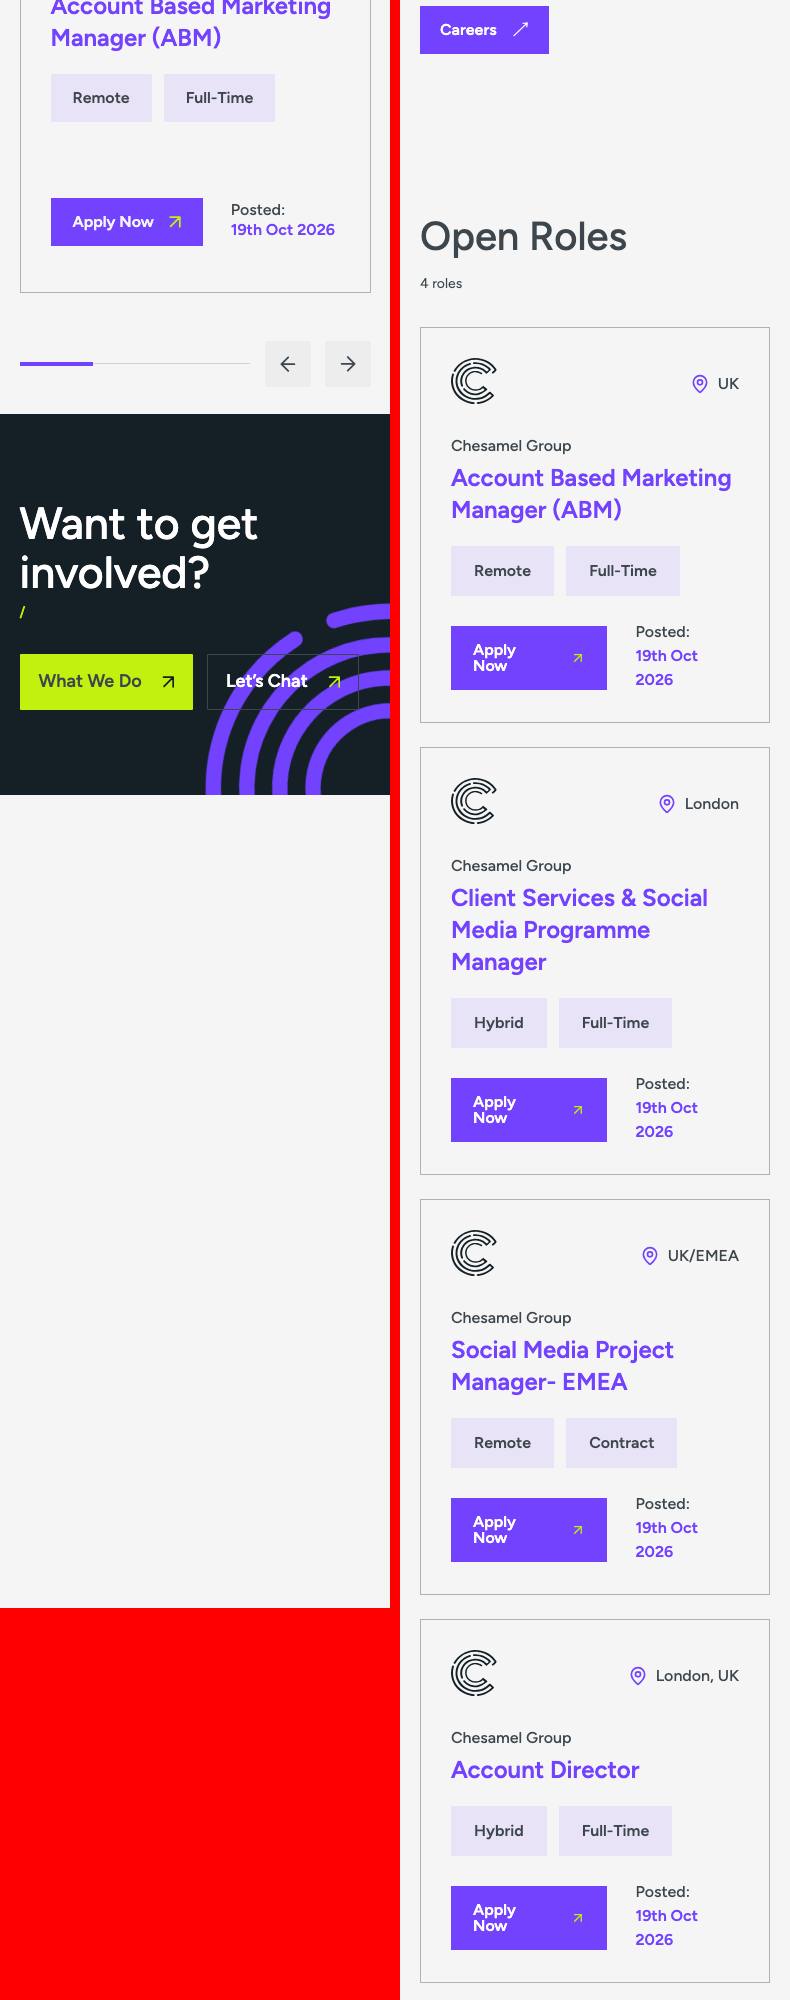 Account Based Marketing
Manager (ABM)
Remote
Full-Time
Apply Now
Posted:
19th Oct 2026
Want to get
involved?
/
What We Do
Let's Chat
Careers
Open Roles
4 roles
UK
Chesamel Group
Account Based Marketing
Manager (ABM)
Remote
Full-Time
Apply
Now
Posted:
19th Oct
2026
London
Chesamel Group
Client Services & Social
Media Programme
Manager
Hybrid
Full-Time
Apply
Now
Posted:
19th Oct
2026
UK/EMEA
Chesamel Group
Social Media Project
Manager- EMEA
Remote
Contract
Apply
Now
Posted:
19th Oct
2026
London, UK
Chesamel Group
Account Director
Hybrid
Full-Time
Apply
Now
Posted:
19th Oct
2026